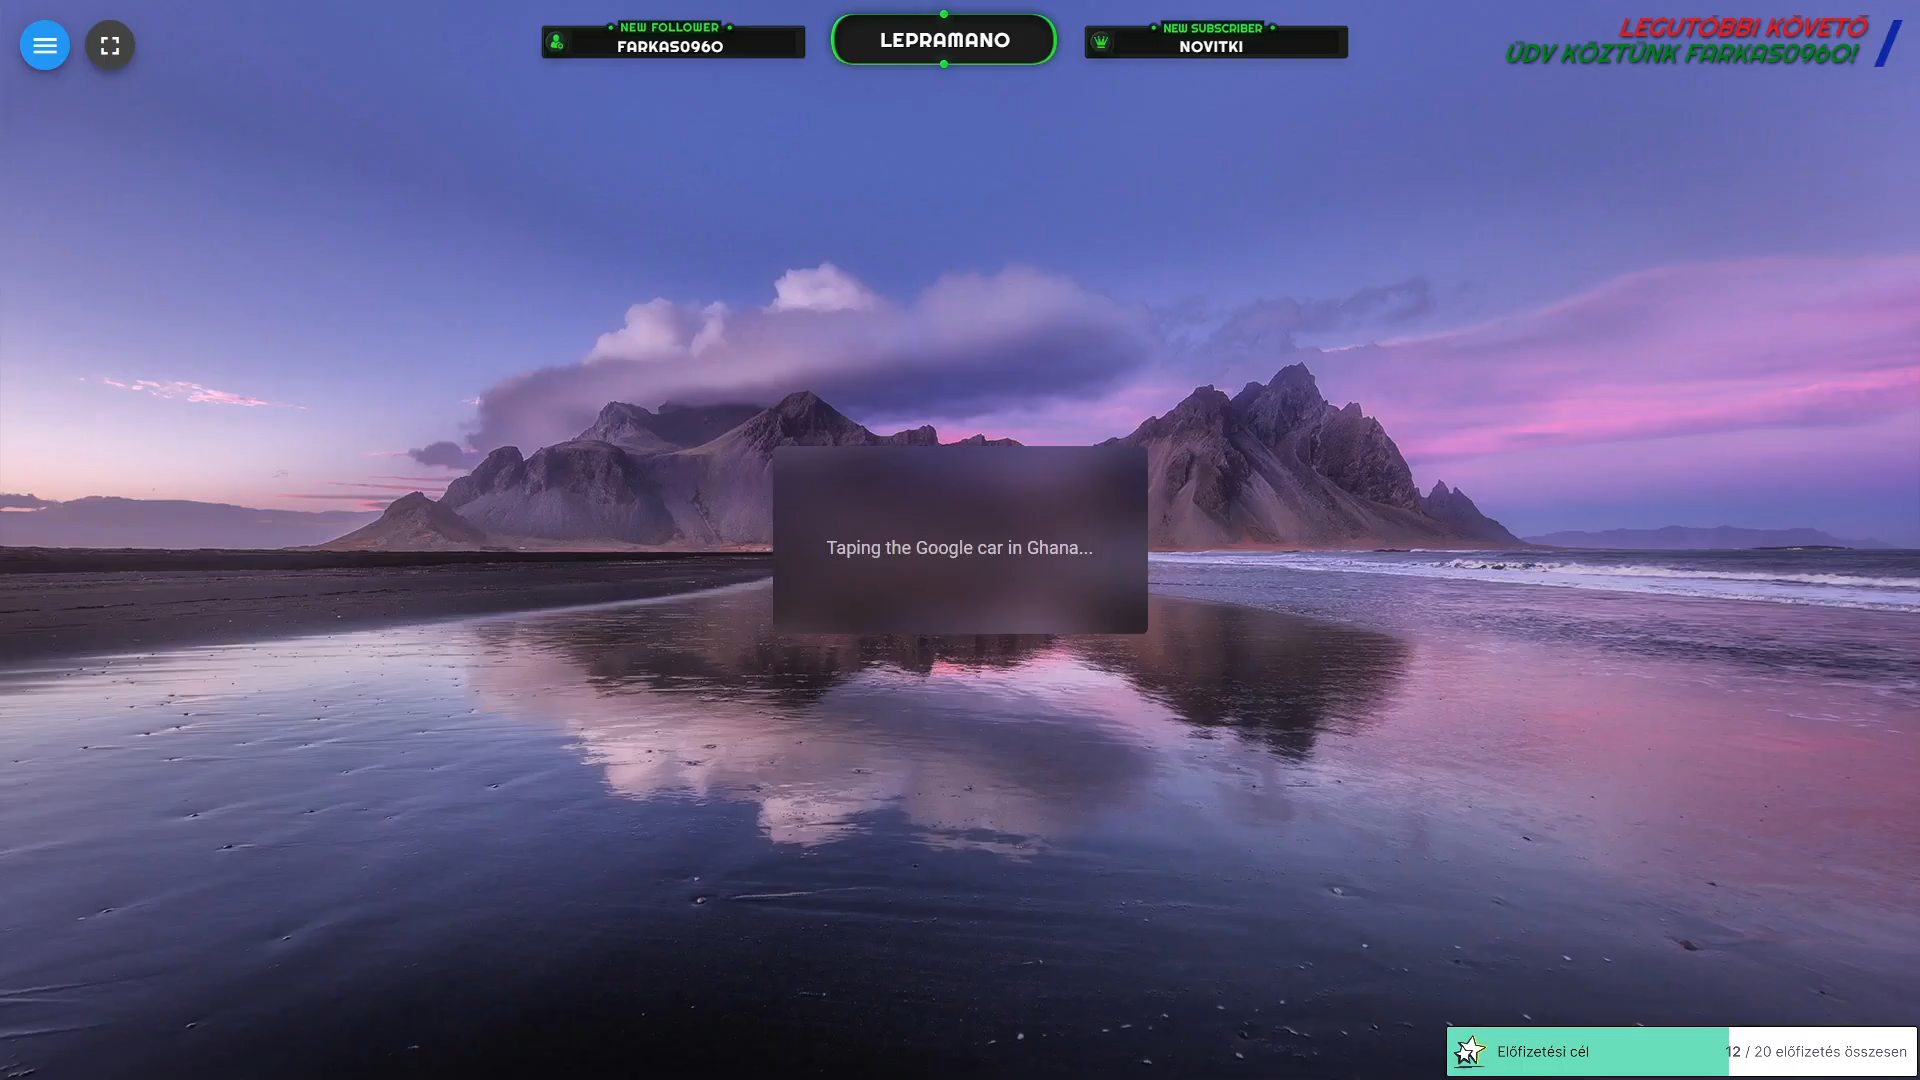 NEW FOLLOWER
FARKAS0960
LEPRAMANO
NEW SUBSCRIBER
NOVITKI
LEGUTÓBBI KÖVETŐ
ÜDV KÖZTÜNK FARKAS0960!
Taping the Google car in Ghana...
Előfizetési cél
12 / 20 előfizetés összesen